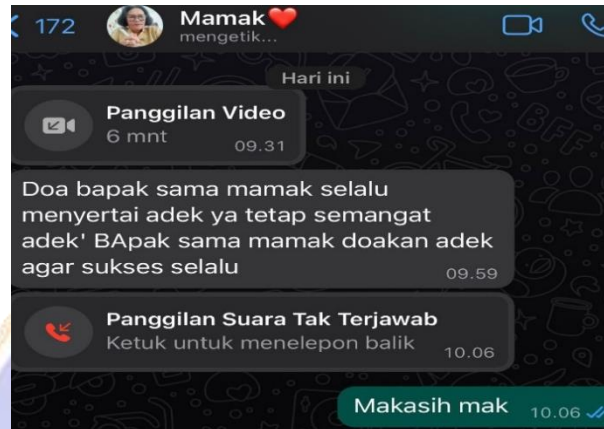 172
Mamak❤️
mengetik...
Hari ini
Panggilan Video
6 mnt
09.31
Doa bapak sama mamak selalu
menyertai adek ya tetap semangat
adek' BApak sama mamak doakan adek
agar sukses selalu
09.59
Panggilan Suara Tak Terjawab
Ketuk untuk menelepon balik
10.06
Makasih mak 10.06